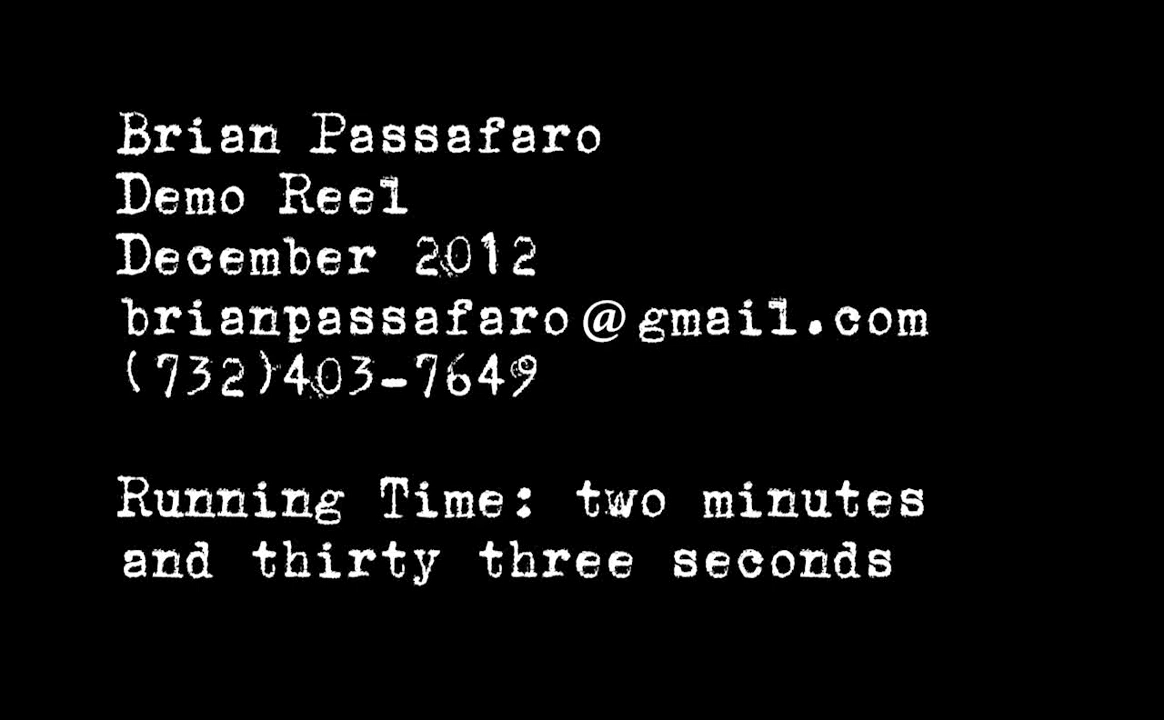 Brian Passafaro
Demo Reel
December 2012
brianpassafaro@gmail.com
(732)403-7649
Running Time: two minutes
and thirty three seconds